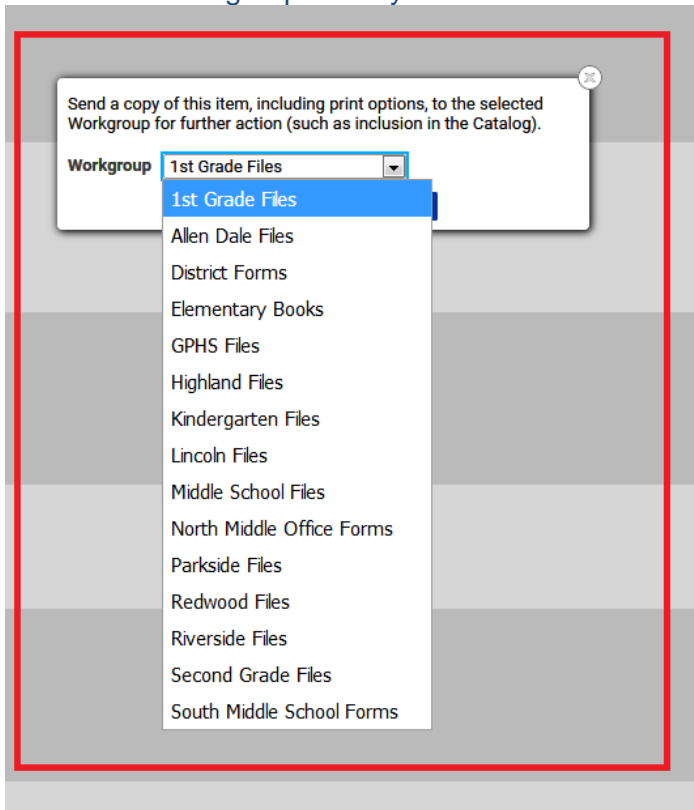 Send a copy of this item, including print options, to the selected
Workgroup for further action (such as inclusion in the Catalog).
Workgroup 1st Grade Files
1st Grade Files
Allen Dale Files
District Forms
Elementary Books
GPHS Files
Highland Files
Kindergarten Files
Lincoln Files
Middle School Files
North Middle Office Forms
Parkside Files
Redwood Files
Riverside Files
Second Grade Files
South Middle School Forms